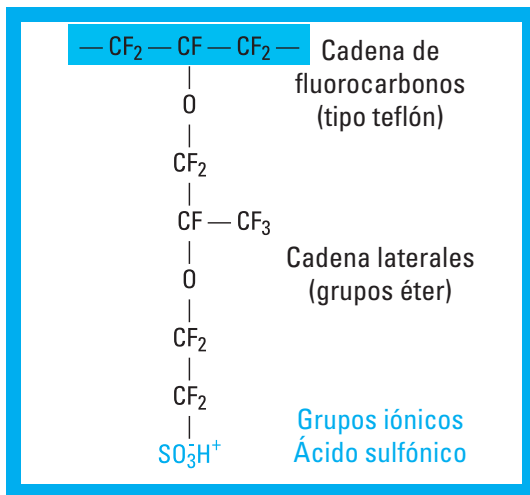 — CF₂ — CF — CF₂ —
Cadena de
fluorocarbonos
(tipo teflón)
O
CF₂
CF — CF₃
Cadena laterales
(grupos éter)
O
CF₂
CF₂
SO₃⁻H⁺
Grupos iónicos
Ácido sulfónico